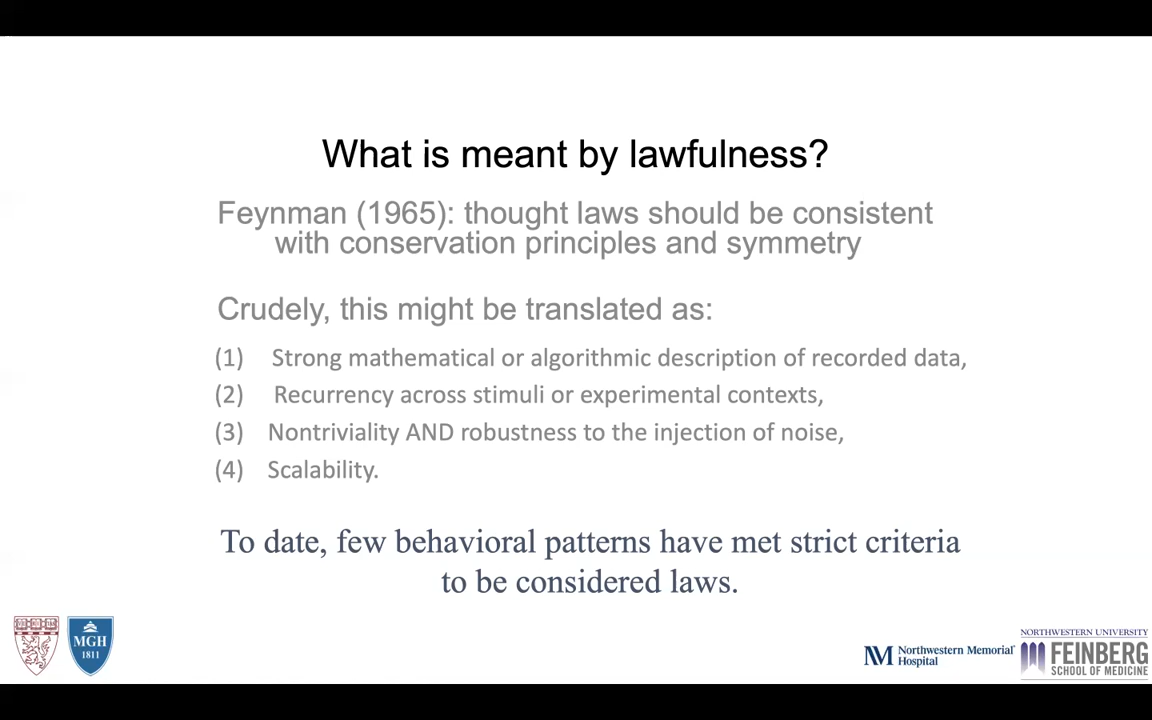 What is meant by lawfulness?
Feynman (1965): thought laws should be consistent
with conservation principles and symmetry
Crudely, this might be translated as:
(1) Strong mathematical or algorithmic description of recorded data,
(2) Recurrency across stimuli or experimental contexts,
(3) Nontriviality AND robustness to the injection of noise,
(4) Scalability.
To date, few behavioral patterns have met strict criteria
to be considered laws.
MGH
1811
NM Northwestern Memorial
Hospital
NORTHWESTERN UNIVERSITY
FEINBERG
SCHOOL OF MEDICINE